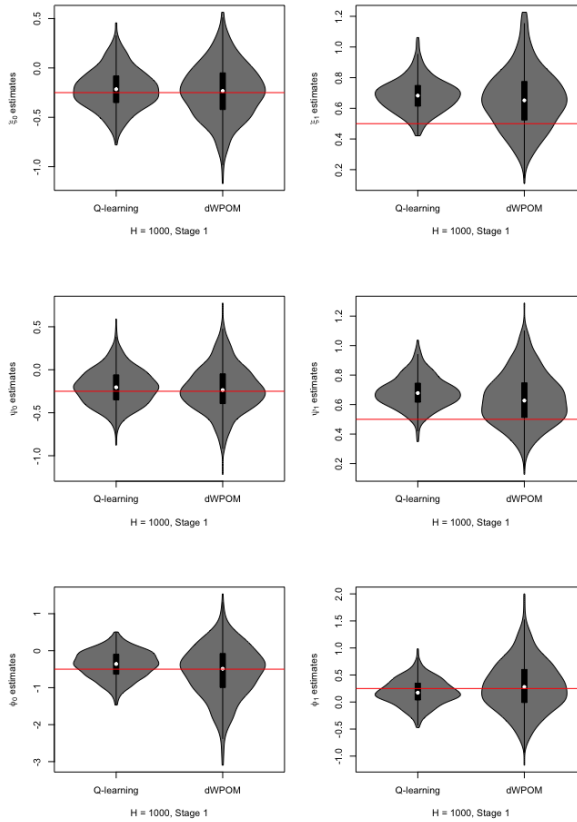 ξ0 estimates
0.5
0.0
-0.5
-1.0
Q-learning dWPOM
H = 1000, Stage 1
ξ1 estimates
1.2
1.0
0.8
0.6
0.4
0.2
Q-learning dWPOM
H = 1000, Stage 1
ψ0 estimates
0.5
0.0
-0.5
-1.0
Q-learning dWPOM
H = 1000, Stage 1
ψ1 estimates
1.2
1.0
0.8
0.6
0.4
0.2
Q-learning dWPOM
H = 1000, Stage 1
ϕ0 estimates
1
0
-1
-2
-3
Q-learning dWPOM
H = 1000, Stage 1
ϕ1 estimates
2.0
1.5
1.0
0.5
0.0
-0.5
-1.0
Q-learning dWPOM
H = 1000, Stage 1